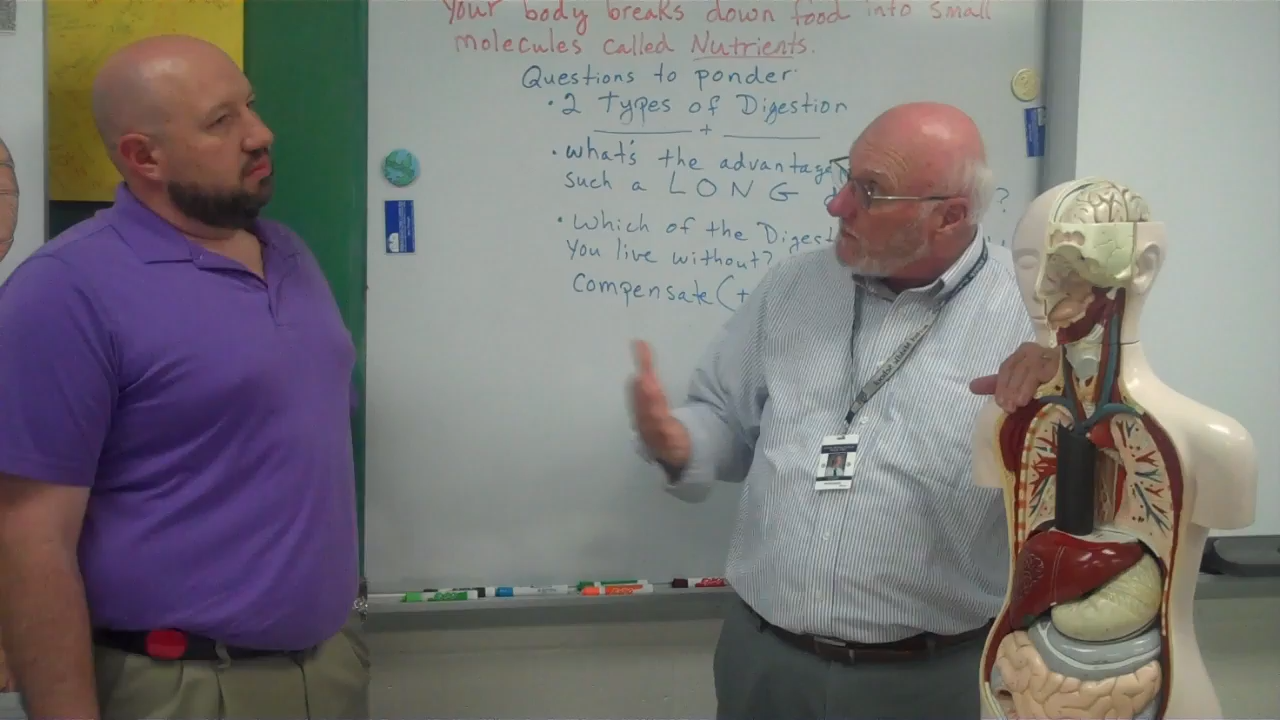 Your body breaks down food into small
molecules called Nutrients.
Questions to ponder:
• 2 Types of Digestion
+
• what's the advantage
such a LONG ?
• Which of the Digest
You live without?
Compensate (+